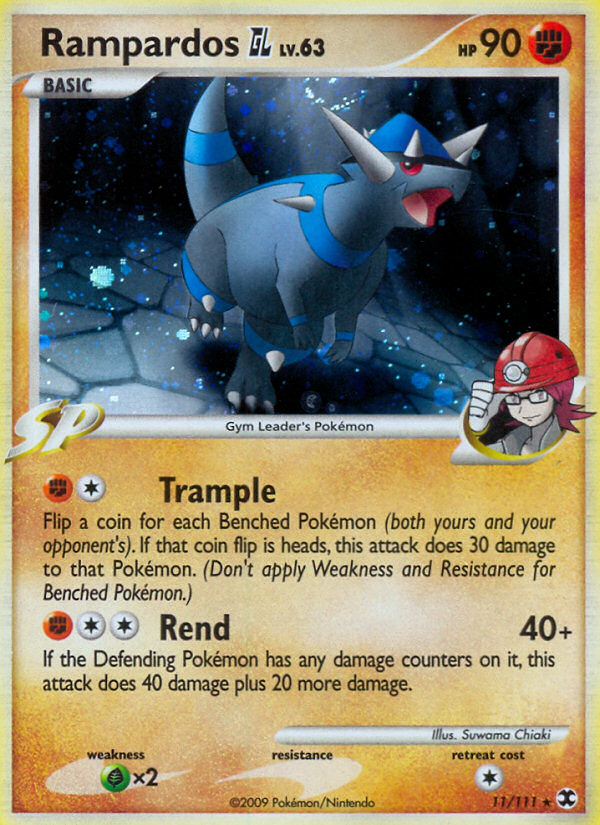 Rampardos GL LV.63 HP 90
BASIC
SP
Gym Leader's Pokémon
Trample
Flip a coin for each Benched Pokémon (both yours and your
opponent's). If that coin flip is heads, this attack does 30 damage
to that Pokémon. (Don't apply Weakness and Resistance for
Benched Pokémon.)
Rend 40+
If the Defending Pokémon has any damage counters on it, this
attack does 40 damage plus 20 more damage.
Illus. Suwama Chiaki
weakness resistance retreat cost
×2
©2009 Pokémon/Nintendo 11/111 ★